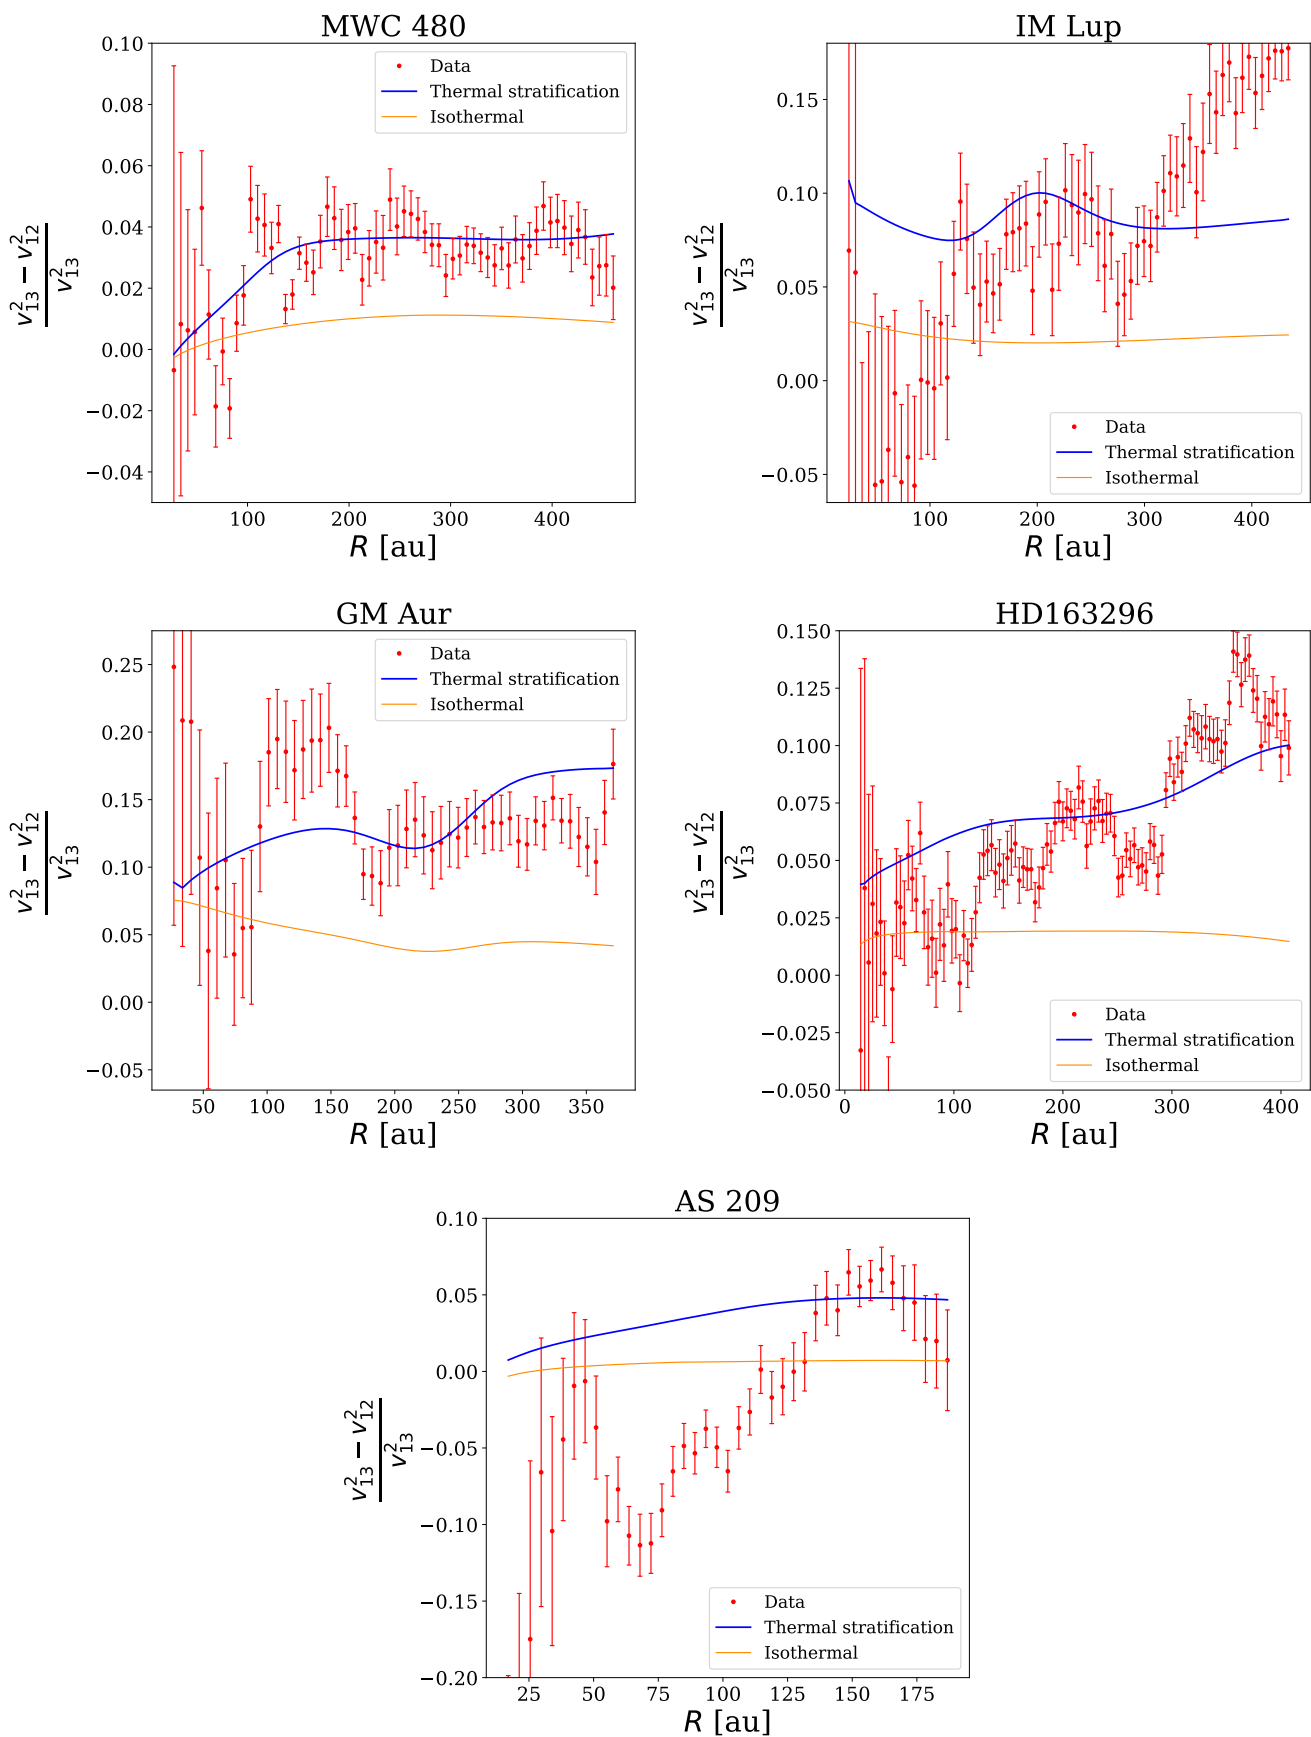 MWC 480
0.10
0.08
0.06
0.04
0.02
0.00
−0.02
−0.04
v²₁₃ − v²₁₂
v²₁₃
Data
Thermal stratification
Isothermal
100 200 300 400
R [au]
IM Lup
0.15
0.10
0.05
0.00
−0.05
v²₁₃ − v²₁₂
v²₁₃
Data
Thermal stratification
Isothermal
100 200 300 400
R [au]
GM Aur
0.25
0.20
0.15
0.10
0.05
0.00
−0.05
v²₁₃ − v²₁₂
v²₁₃
Data
Thermal stratification
Isothermal
50 100 150 200 250 300 350
R [au]
HD163296
0.150
0.125
0.100
0.075
0.050
0.025
0.000
−0.025
−0.050
v²₁₃ − v²₁₂
v²₁₃
Data
Thermal stratification
Isothermal
0 100 200 300 400
R [au]
AS 209
0.10
0.05
0.00
−0.05
−0.10
−0.15
−0.20
v²₁₃ − v²₁₂
v²₁₃
Data
Thermal stratification
Isothermal
25 50 75 100 125 150 175
R [au]